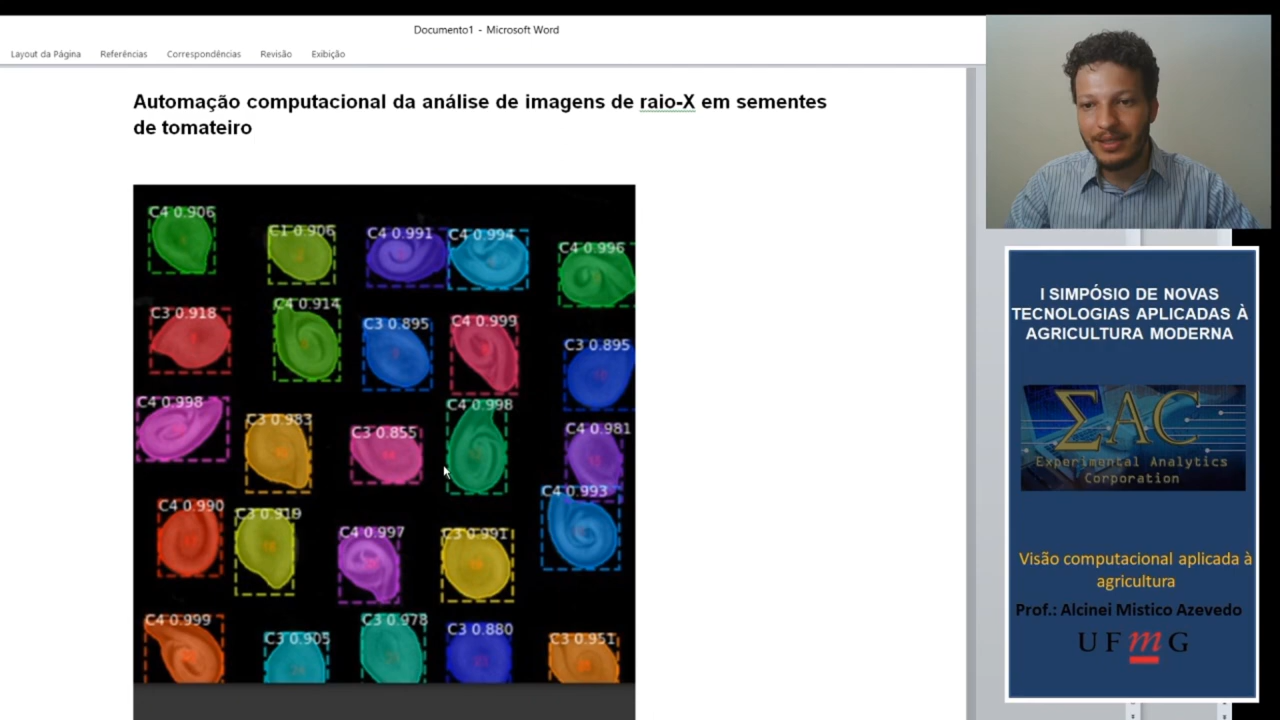 Documento1 - Microsoft Word
Layout da Página Referências Correspondências Revisão Exibição
Automação computacional da análise de imagens de raio-X em sementes
de tomateiro
C4 0.906
C1 0.906
C4 0.991
C4 0.994
C4 0.996
C3 0.918
C4 0.914
C3 0.895
C4 0.999
C3 0.895
C4 0.998
C3 0.983
C3 0.855
C4 0.998
C4 0.981
C4 0.990
C3 0.919
C4 0.997
C3 0.991
C4 0.993
C4 0.999
C3 0.905
C3 0.978
C3 0.880
C3 0.951
I SIMPÓSIO DE NOVAS
TECNOLOGIAS APLICADAS À
AGRICULTURA MODERNA
ΣAC
Experimental Analytics
Corporation
Visão computacional aplicada à
agricultura
Prof.: Alcinei Mistico Azevedo
UFmG